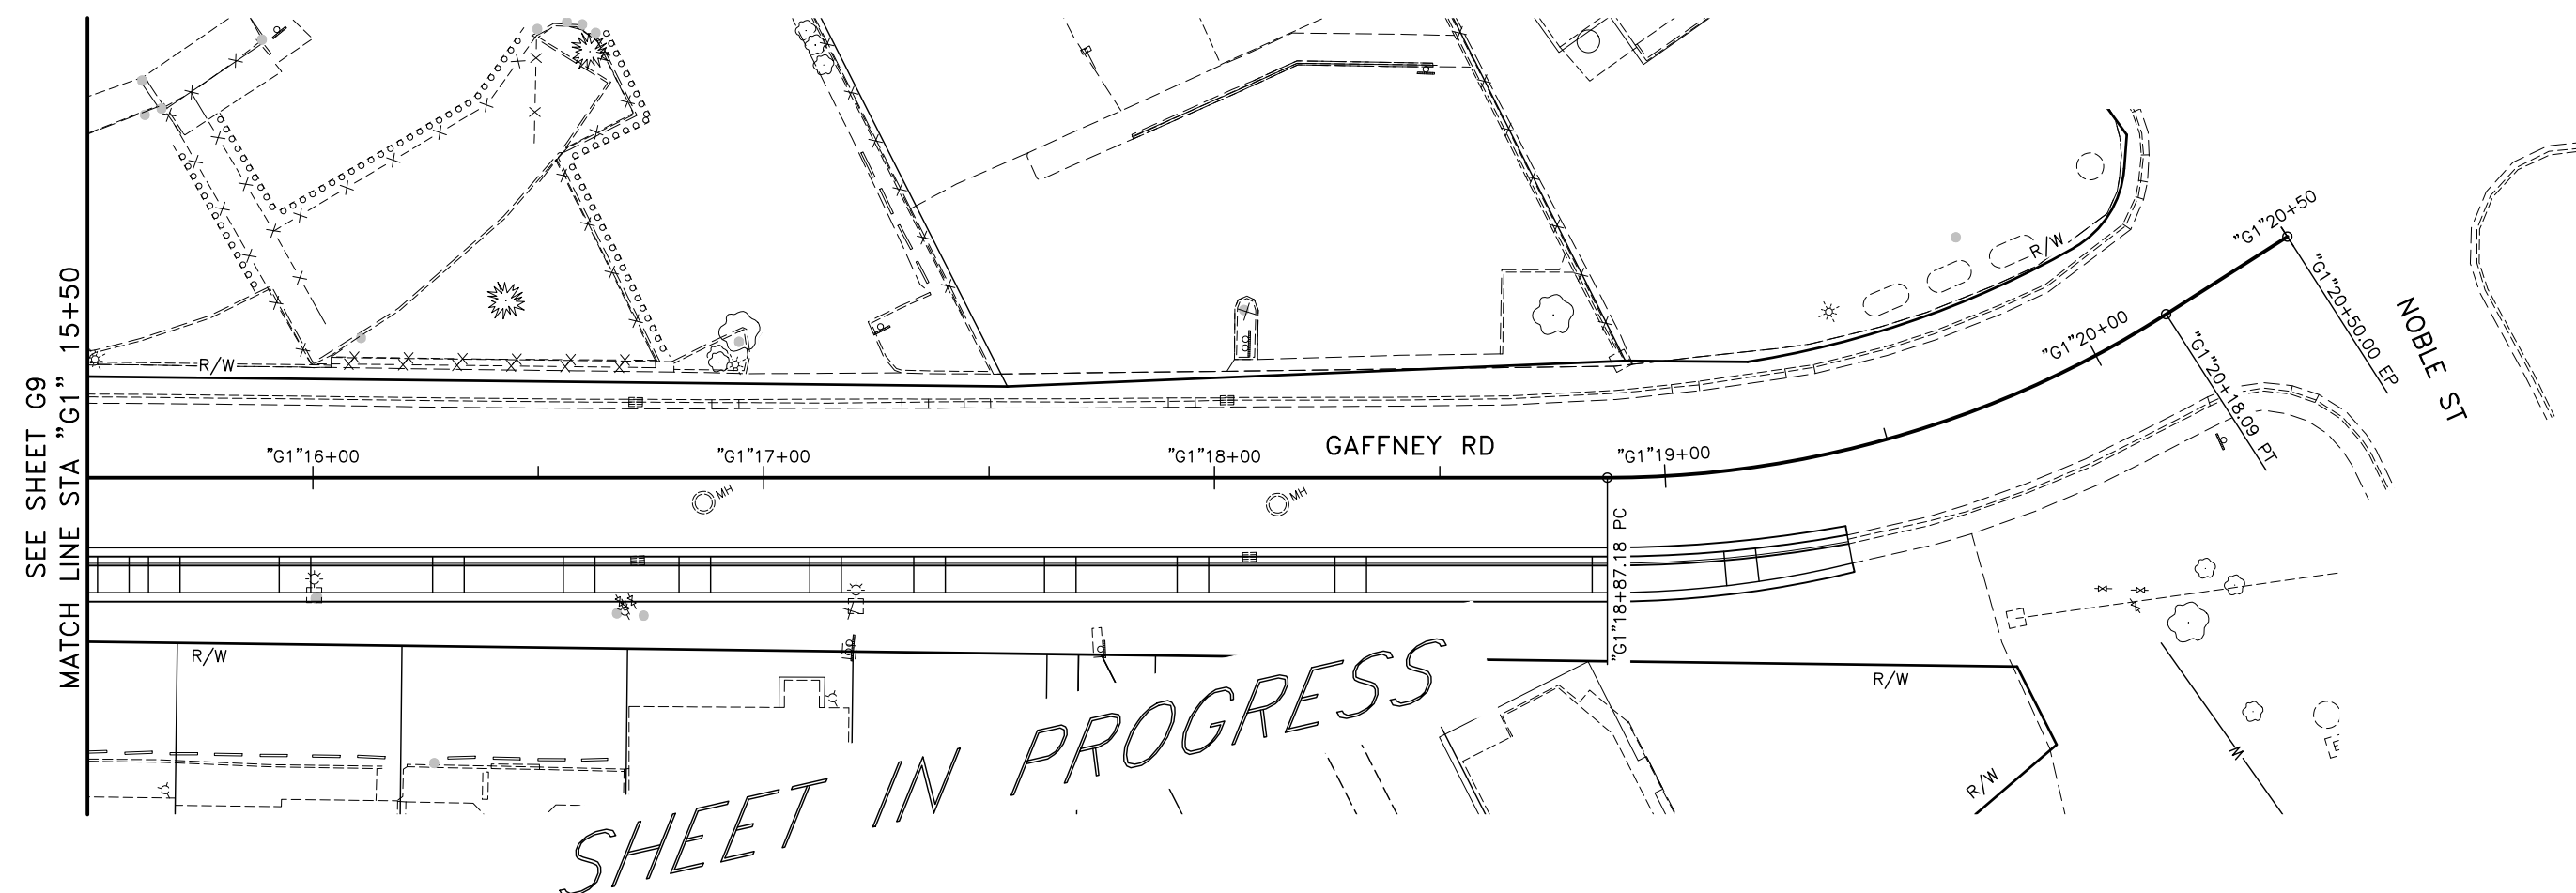 SEE SHEET G9
MATCH LINE STA "G1" 15+50
R/W
"G1"16+00
"G1"17+00
"G1"18+00
GAFFNEY RD
"G1"19+00
"G1"20+00
"G1"20+50
R/W
"G1"20+50.00 EP
"G1"20+18.09 PT
NOBLE ST
MH
MH
"G1"18+87.18 PC
R/W
R/W
R/W
E
M
SHEET IN PROGRESS